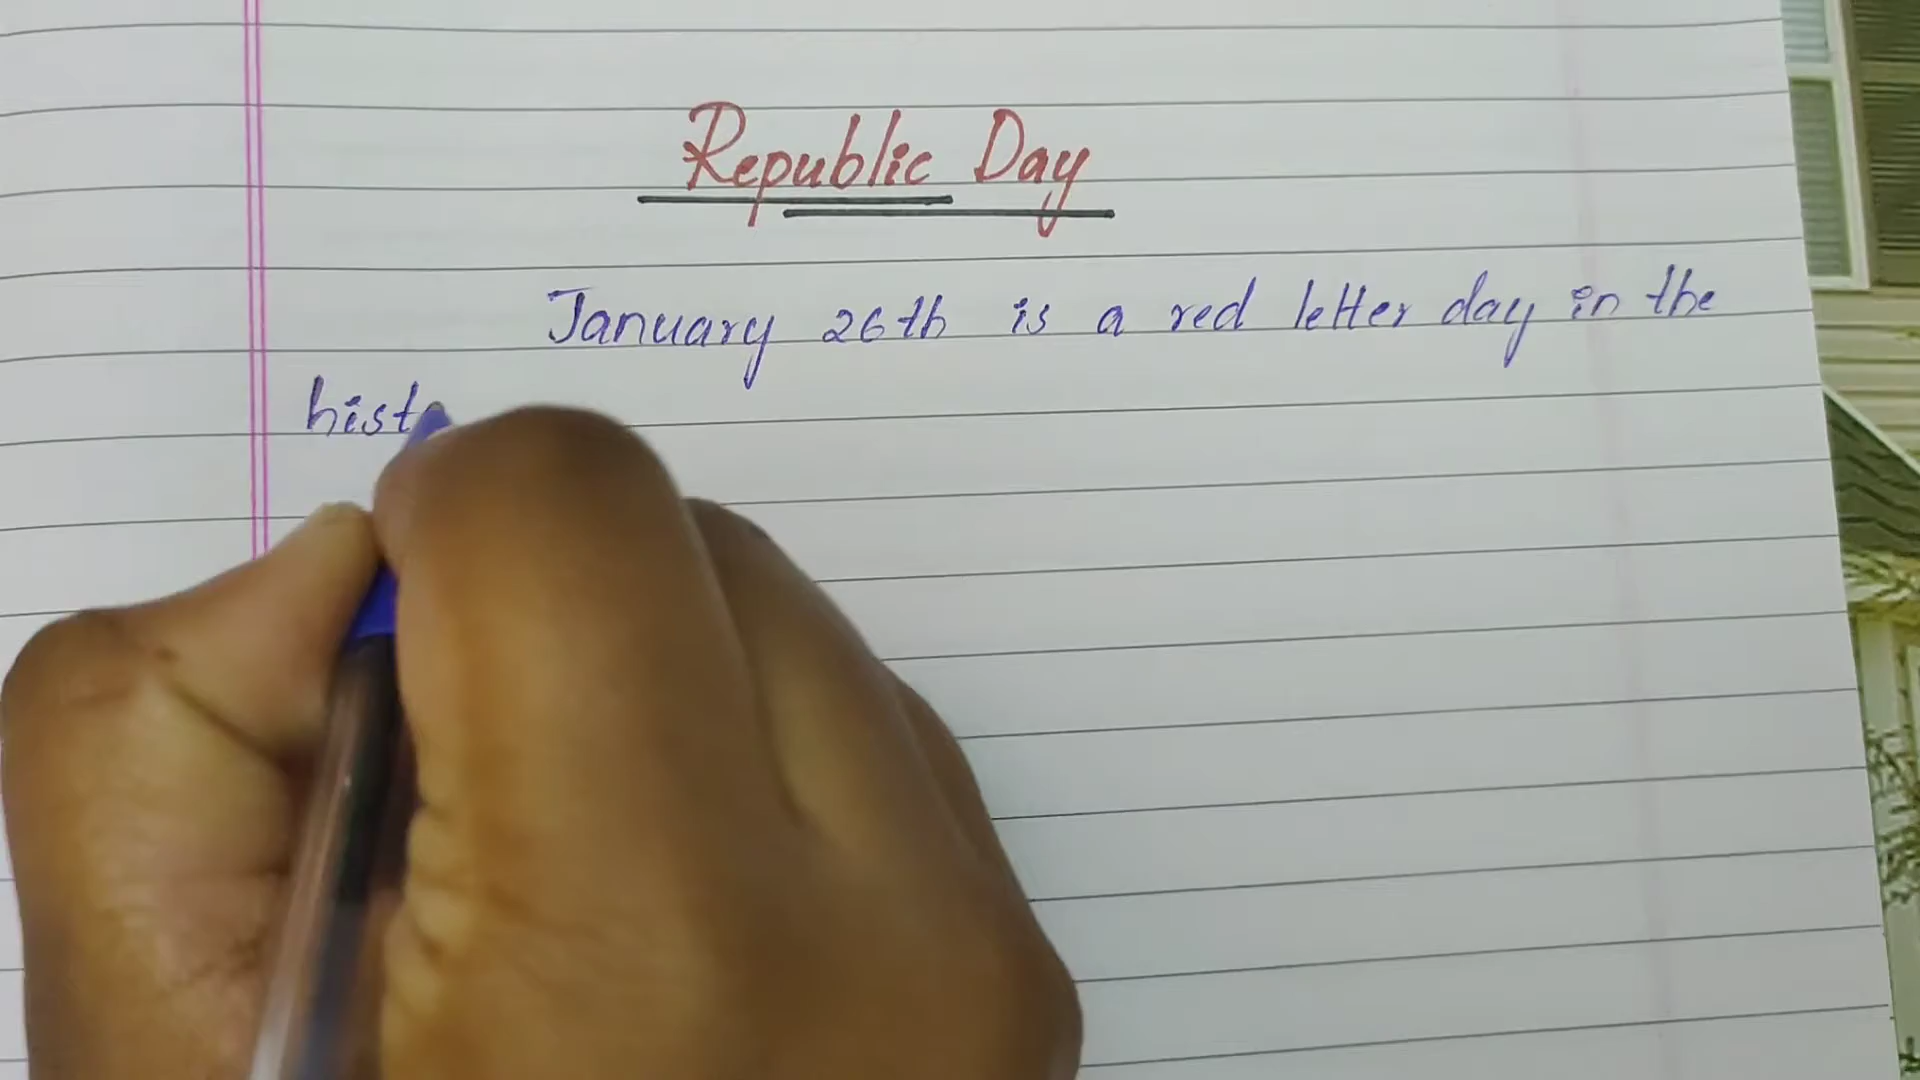 Republic Day
January 26th is a red letter day in the
hist